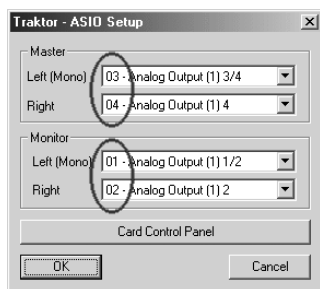 Traktor - ASIO Setup
Master
Left (Mono) 03 - Analog Output (1) 3/4
Right 04 - Analog Output (1) 4
Monitor
Left (Mono) 01 - Analog Output (1) 1/2
Right 02 - Analog Output (1) 2
Card Control Panel
OK Cancel